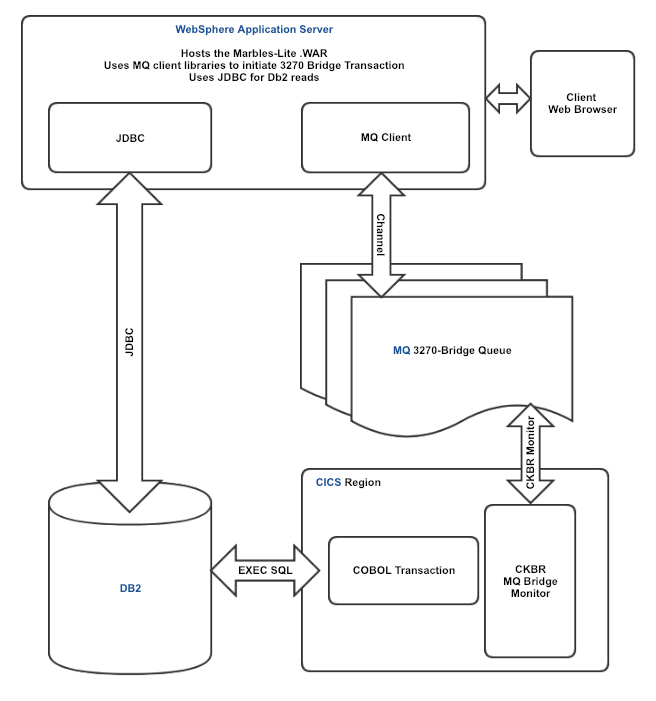 WebSphere Application Server
Hosts the Marbles-Lite .WAR
Uses MQ client libraries to initiate 3270 Bridge Transaction
Uses JDBC for Db2 reads
JDBC
MQ Client
Client
Web Browser
Channel
JDBC
MQ 3270-Bridge Queue
CKBR Monitor
CICS Region
DB2
EXEC SQL
COBOL Transaction
CKBR
MQ Bridge
Monitor